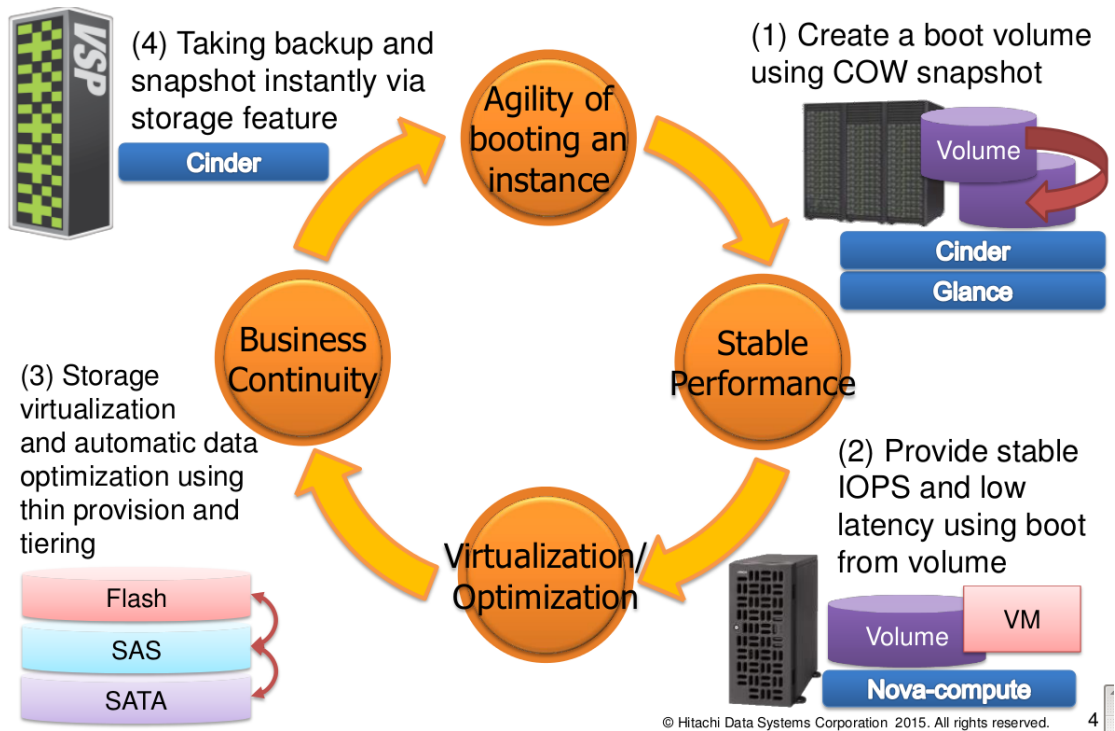 VSP
(4) Taking backup and
snapshot instantly via
storage feature
Cinder
Agility of
booting an
instance
(1) Create a boot volume
using COW snapshot
Volume
Cinder
Glance
Business
Continuity
Stable
Performance
(3) Storage
virtualization
and automatic data
optimization using
thin provision and
tiering
Flash
SAS
SATA
Virtualization/
Optimization
(2) Provide stable
IOPS and low
latency using boot
from volume
Volume
VM
Nova-compute
© Hitachi Data Systems Corporation 2015. All rights reserved.
4